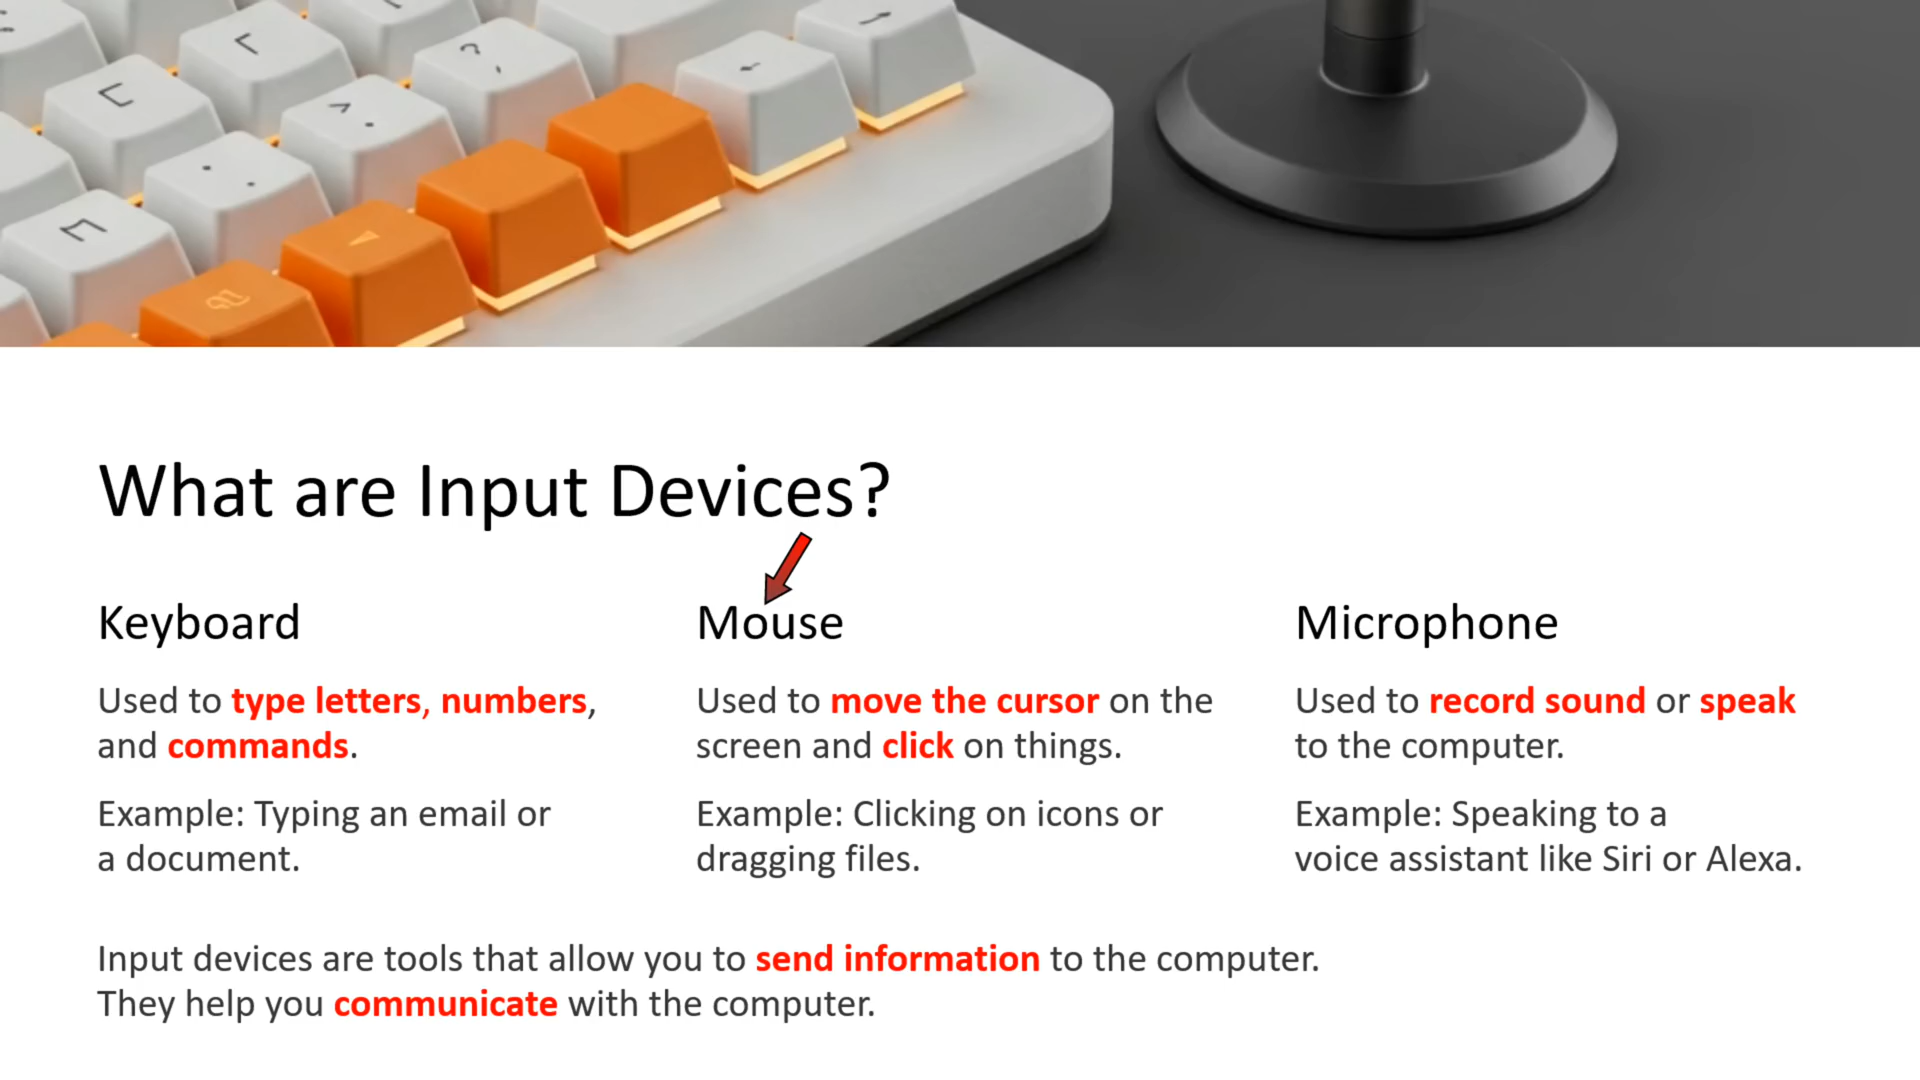 What are Input Devices?
Keyboard
Used to type letters, numbers,
and commands.
Example: Typing an email or
a document.
Mouse
Used to move the cursor on the
screen and click on things.
Example: Clicking on icons or
dragging files.
Microphone
Used to record sound or speak
to the computer.
Example: Speaking to a
voice assistant like Siri or Alexa.
Input devices are tools that allow you to send information to the computer.
They help you communicate with the computer.